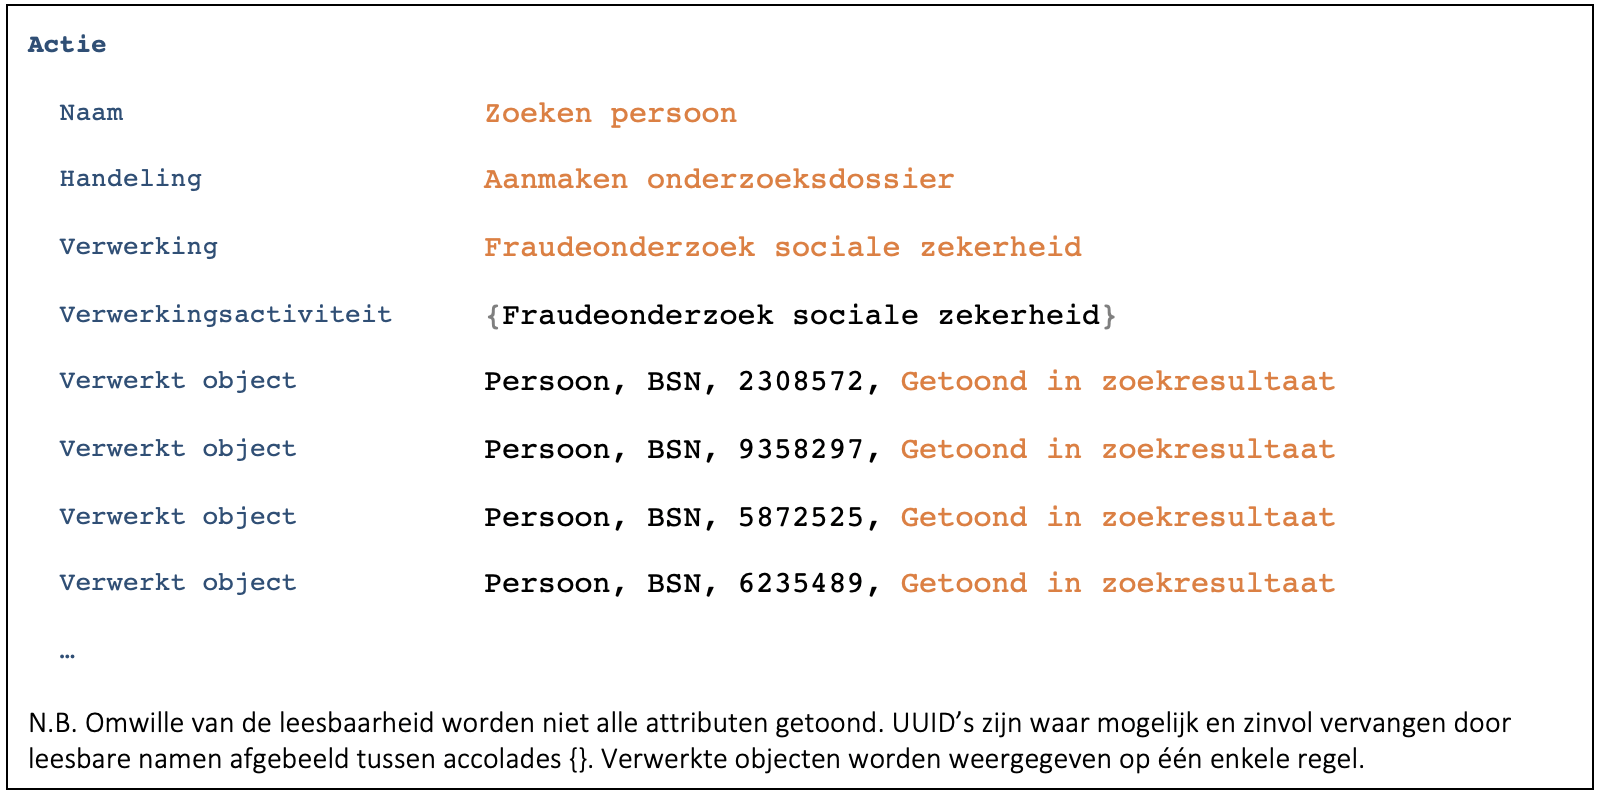 Actie
Naam Zoeken persoon
Handeling Aanmaken onderzoeksdossier
Verwerking Fraudeonderzoek sociale zekerheid
Verwerkingsactiviteit {Fraudeonderzoek sociale zekerheid}
Verwerkt object Persoon, BSN, 2308572, Getoond in zoekresultaat
Verwerkt object Persoon, BSN, 9358297, Getoond in zoekresultaat
Verwerkt object Persoon, BSN, 5872525, Getoond in zoekresultaat
Verwerkt object Persoon, BSN, 6235489, Getoond in zoekresultaat
…
N.B. Omwille van de leesbaarheid worden niet alle attributen getoond. UUID’s zijn waar mogelijk en zinvol vervangen door
leesbare namen afgebeeld tussen accolades {}. Verwerkte objecten worden weergegeven op één enkele regel.